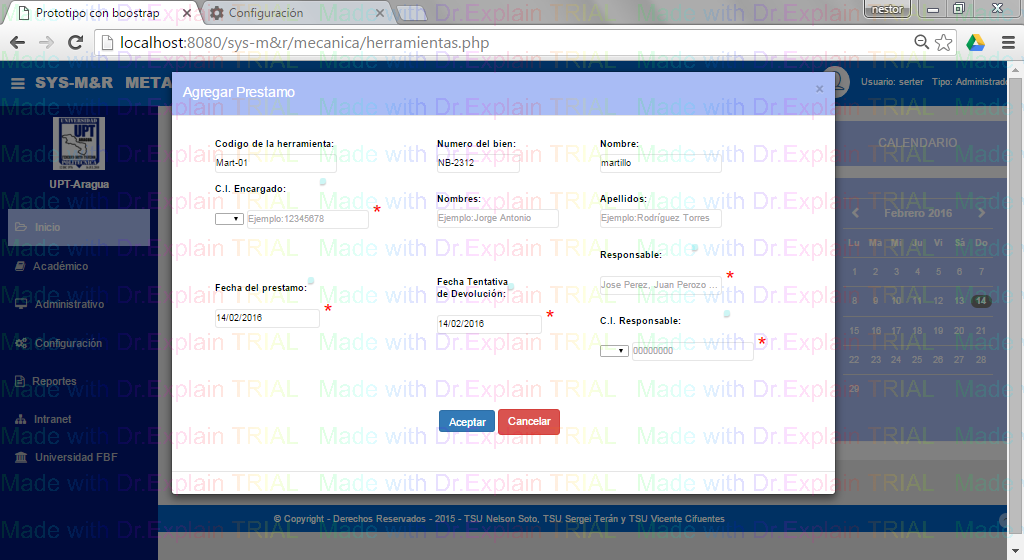 Prototipo con boostrap
Configuración
nestor
localhost:8080/sys-m&r/mecanica/herramientas.php
SYS-M&R META
Usuario: serter Tipo: Administrado
UPT-Aragua
Inicio
Académico
Administrativo
Configuración
Reportes
Intranet
Universidad FBF
Agregar Prestamo
×
Codigo de la herramienta:
Numero del bien:
Nombre:
Mart-01
NB-2312
martillo
C.I. Encargado:
Nombres:
Apellidos:
Ejemplo:12345678 *
Ejemplo:Jorge Antonio
Ejemplo:Rodríguez Torres
Responsable:
Jose Perez, Juan Perozo ... *
Fecha del prestamo:
Fecha Tentativa
de Devolución:
14/02/2016 *
14/02/2016 *
C.I. Responsable:
00000000 *
Aceptar
Cancelar
CALENDARIO
Febrero 2016
Lu Ma Mi Ju Vi Sá Do
1 2 3 4 5 6 7
8 9 10 11 12 13 14
15 16 17 18 19 20 21
22 23 24 25 26 27 28
29
© Copyright - Derechos Reservados - 2015 - TSU Nelson Soto, TSU Sergei Terán y TSU Vicente Cifuentes
Made with Dr.Explain TRIAL